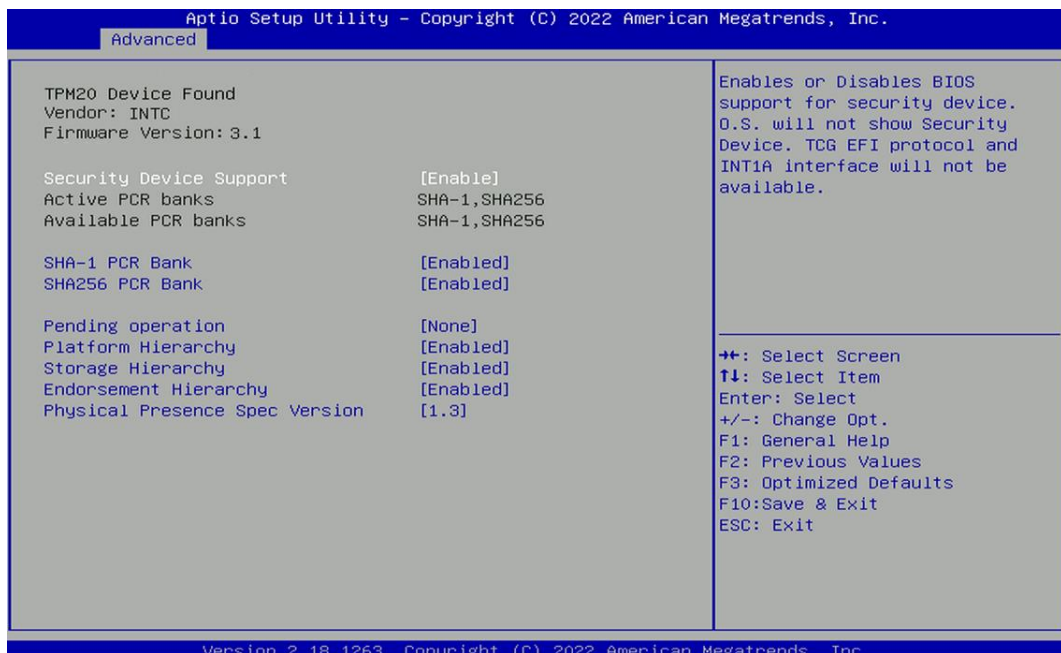 Aptio Setup Utility – Copyright (C) 2022 American Megatrends, Inc.
Advanced
TPM20 Device Found
Vendor: INTC
Firmware Version: 3.1
Security Device Support [Enable]
Active PCR banks SHA-1,SHA256
Available PCR banks SHA-1,SHA256
SHA-1 PCR Bank [Enabled]
SHA256 PCR Bank [Enabled]
Pending operation [None]
Platform Hierarchy [Enabled]
Storage Hierarchy [Enabled]
Endorsement Hierarchy [Enabled]
Physical Presence Spec Version [1.3]
Enables or Disables BIOS
support for security device.
O.S. will not show Security
Device. TCG EFI protocol and
INT1A interface will not be
available.
→←: Select Screen
↑↓: Select Item
Enter: Select
+/-: Change Opt.
F1: General Help
F2: Previous Values
F3: Optimized Defaults
F10:Save & Exit
ESC: Exit
Version 2.18.1263. Copyright (C) 2022 American Megatrends, Inc.